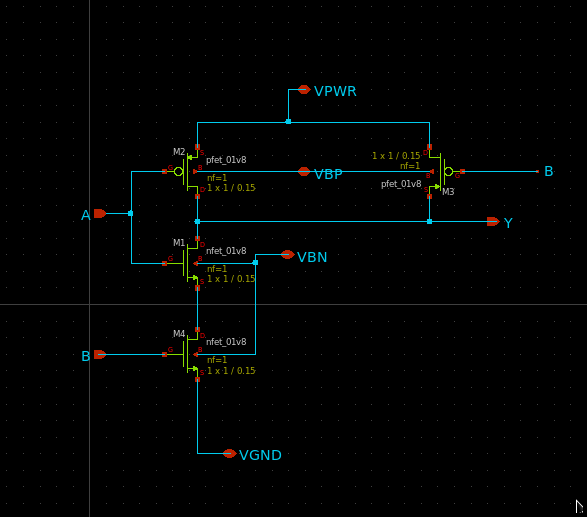 VPWR
M2
S
pfet_01v8
G
B
VBP
nf=1
1 x 1 / 0.15
D
1 x 1 / 0.15
D
nf=1
B
G
B
pfet_01v8
S
M3
A
Y
M1
D
nfet_01v8
VBN
G
B
nf=1
1 x 1 / 0.15
S
M4
D
nfet_01v8
B
G
B
nf=1
1 x 1 / 0.15
S
VGND